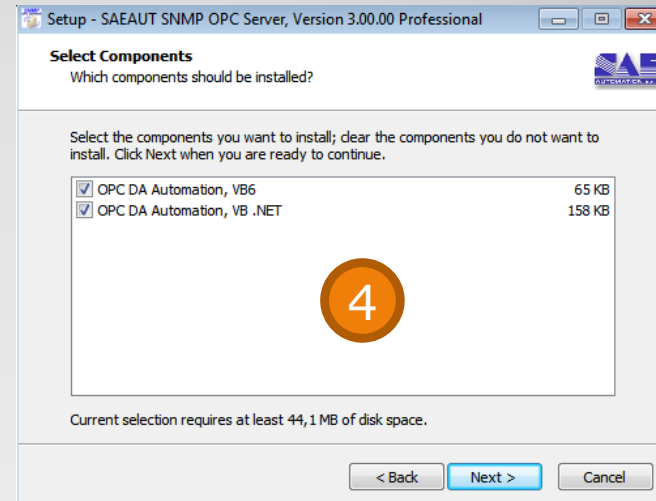 Setup - SAEAUT SNMP OPC Server, Version 3.00.00 Professional
Select Components
Which components should be installed?
SAE
AUTOMATION, s.r.o.
Select the components you want to install; clear the components you do not want to
install. Click Next when you are ready to continue.
OPC DA Automation, VB6 65 KB
OPC DA Automation, VB .NET 158 KB
4
Current selection requires at least 44,1 MB of disk space.
< Back Next > Cancel